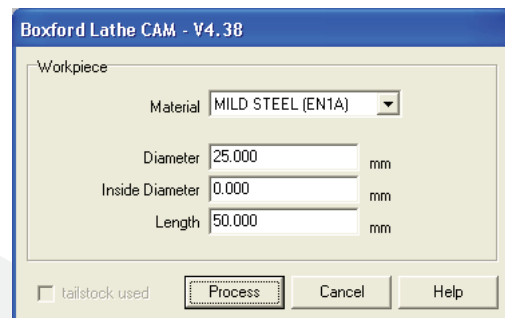 Boxford Lathe CAM - V4.38
Workpiece
Material MILD STEEL (EN1A)
Diameter 25.000 mm
Inside Diameter 0.000 mm
Length 50.000 mm
tailstock used Process Cancel Help